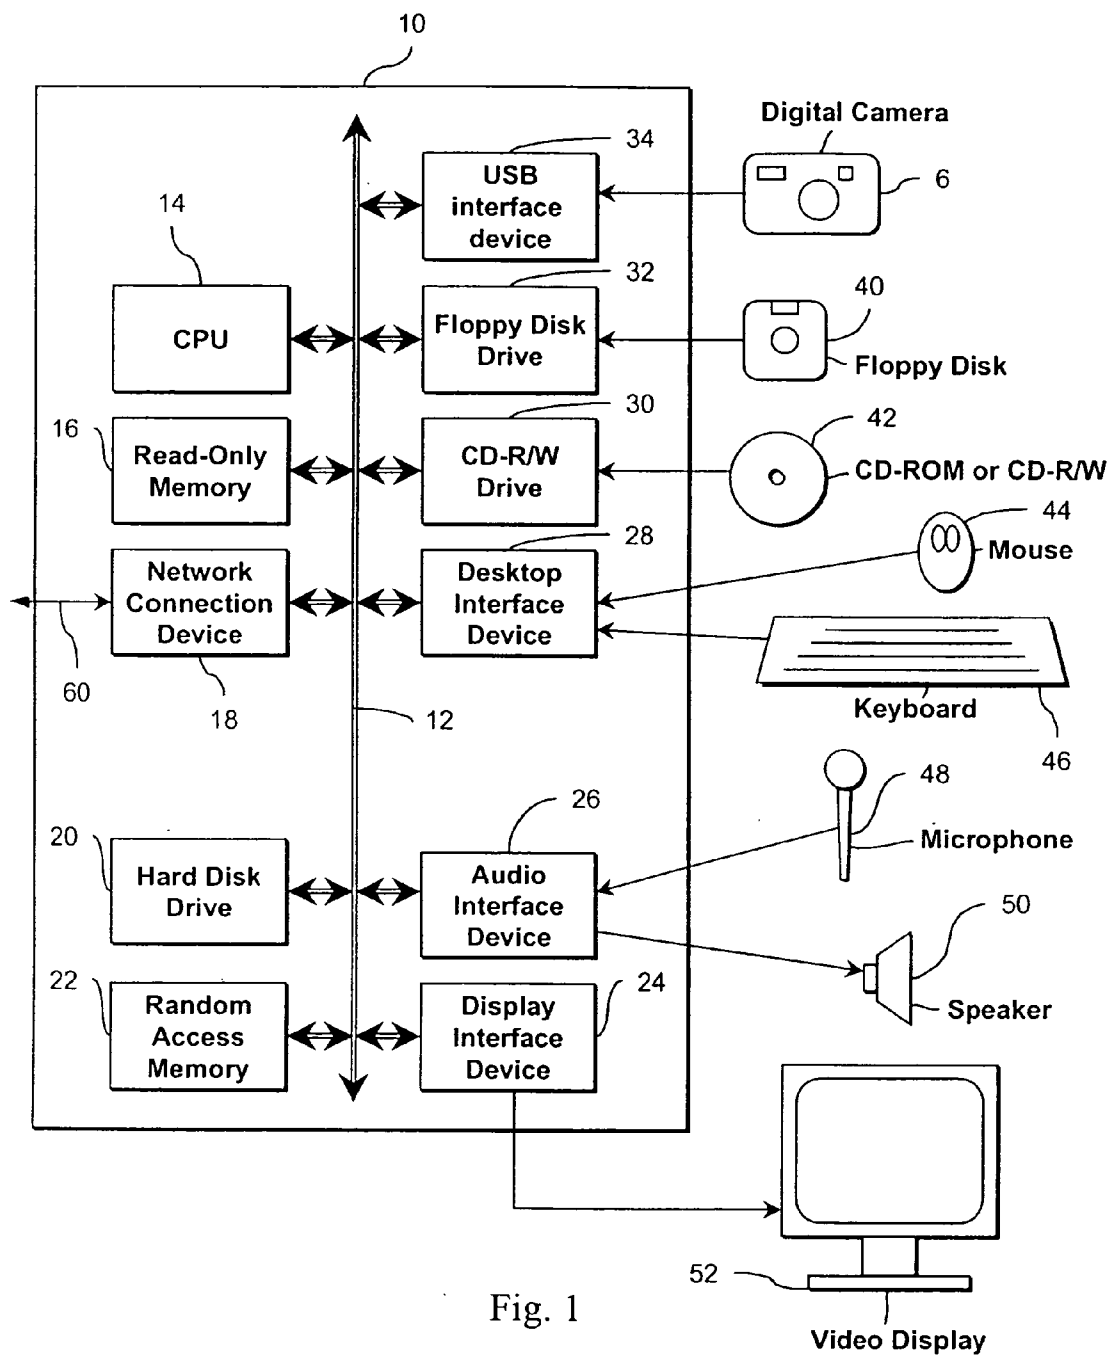 10
Digital Camera
34
6
USB
interface
device
14
32
40
CPU
Floppy Disk
Drive
Floppy Disk
30
42
16
Read-Only
Memory
CD-R/W
Drive
CD-ROM or CD-R/W
44
28
Mouse
Network
Connection
Device
Desktop
Interface
Device
60
18
12
Keyboard
46
48
26
20
Microphone
Hard Disk
Drive
Audio
Interface
Device
50
22
24
Random
Access
Memory
Display
Interface
Device
Speaker
52
Fig. 1
Video Display